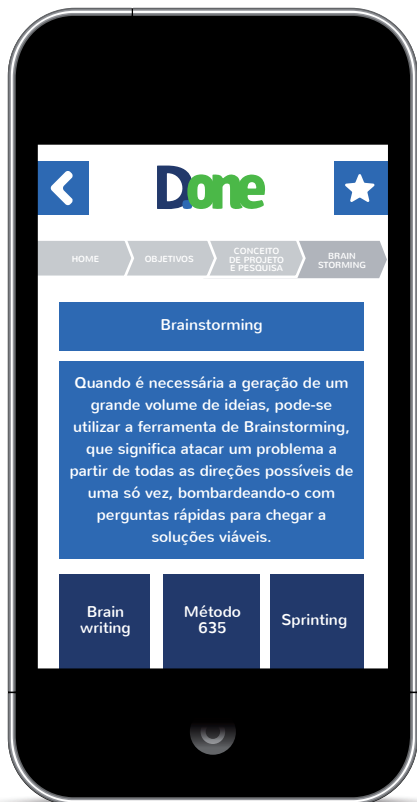 D.one
HOME
OBJETIVOS
CONCEITO
DE PROJETO
E PESQUISA
BRAIN
STORMING
Brainstorming
Quando é necessária a geração de um
grande volume de ideias, pode-se
utilizar a ferramenta de Brainstorming,
que significa atacar um problema a
partir de todas as direções possíveis de
uma só vez, bombardeando-o com
perguntas rápidas para chegar a
soluções viáveis.
Brain
writing
Método
635
Sprinting